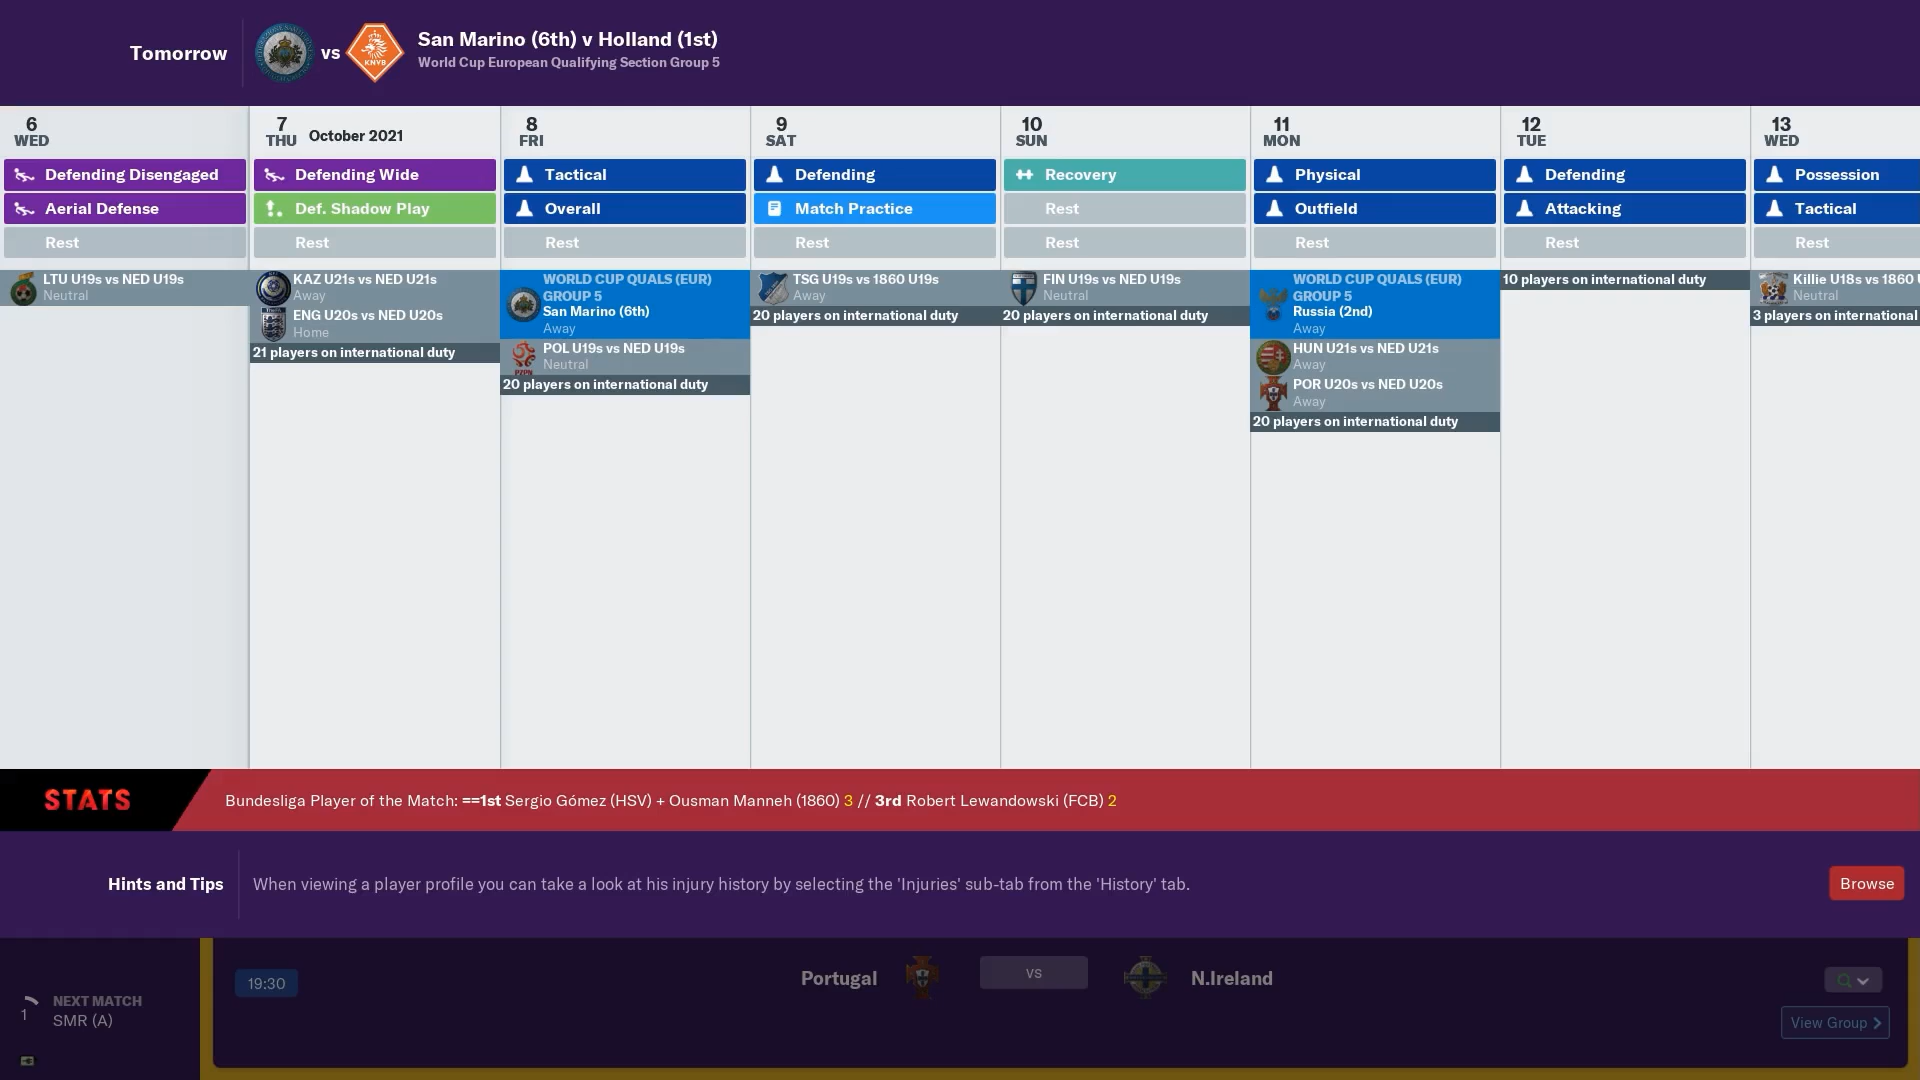 Tomorrow
vs
San Marino (6th) v Holland (1st)
World Cup European Qualifying Section Group 5
KNVB
6
WED
Defending Disengaged
Aerial Defense
Rest
LTU U19s vs NED U19s
Neutral
7
THU
October 2021
Defending Wide
Def. Shadow Play
Rest
KAZ U21s vs NED U21s
Away
ENG U20s vs NED U20s
Home
21 players on international duty
8
FRI
Tactical
Overall
Rest
WORLD CUP QUALS (EUR)
GROUP 5
San Marino (6th)
Away
POL U19s vs NED U19s
Neutral
PZPN
20 players on international duty
9
SAT
Defending
Match Practice
Rest
TSG U19s vs 1860 U19s
Away
20 players on international duty
10
SUN
Recovery
Rest
Rest
FIN U19s vs NED U19s
Neutral
20 players on international duty
11
MON
Physical
Outfield
Rest
WORLD CUP QUALS (EUR)
GROUP 5
Russia (2nd)
Away
HUN U21s vs NED U21s
Away
POR U20s vs NED U20s
Away
20 players on international duty
12
TUE
Defending
Attacking
Rest
10 players on international duty
13
WED
Possession
Tactical
Rest
Killie U18s vs 1860 U
Neutral
3 players on international
STATS
Bundesliga Player of the Match: ==1st Sergio Gómez (HSV) + Ousman Manneh (1860) 3 // 3rd Robert Lewandowski (FCB) 2
Hints and Tips
When viewing a player profile you can take a look at his injury history by selecting the 'Injuries' sub-tab from the 'History' tab.
Browse
19:30
Portugal
vs
N.Ireland
1
NEXT MATCH
SMR (A)
View Group